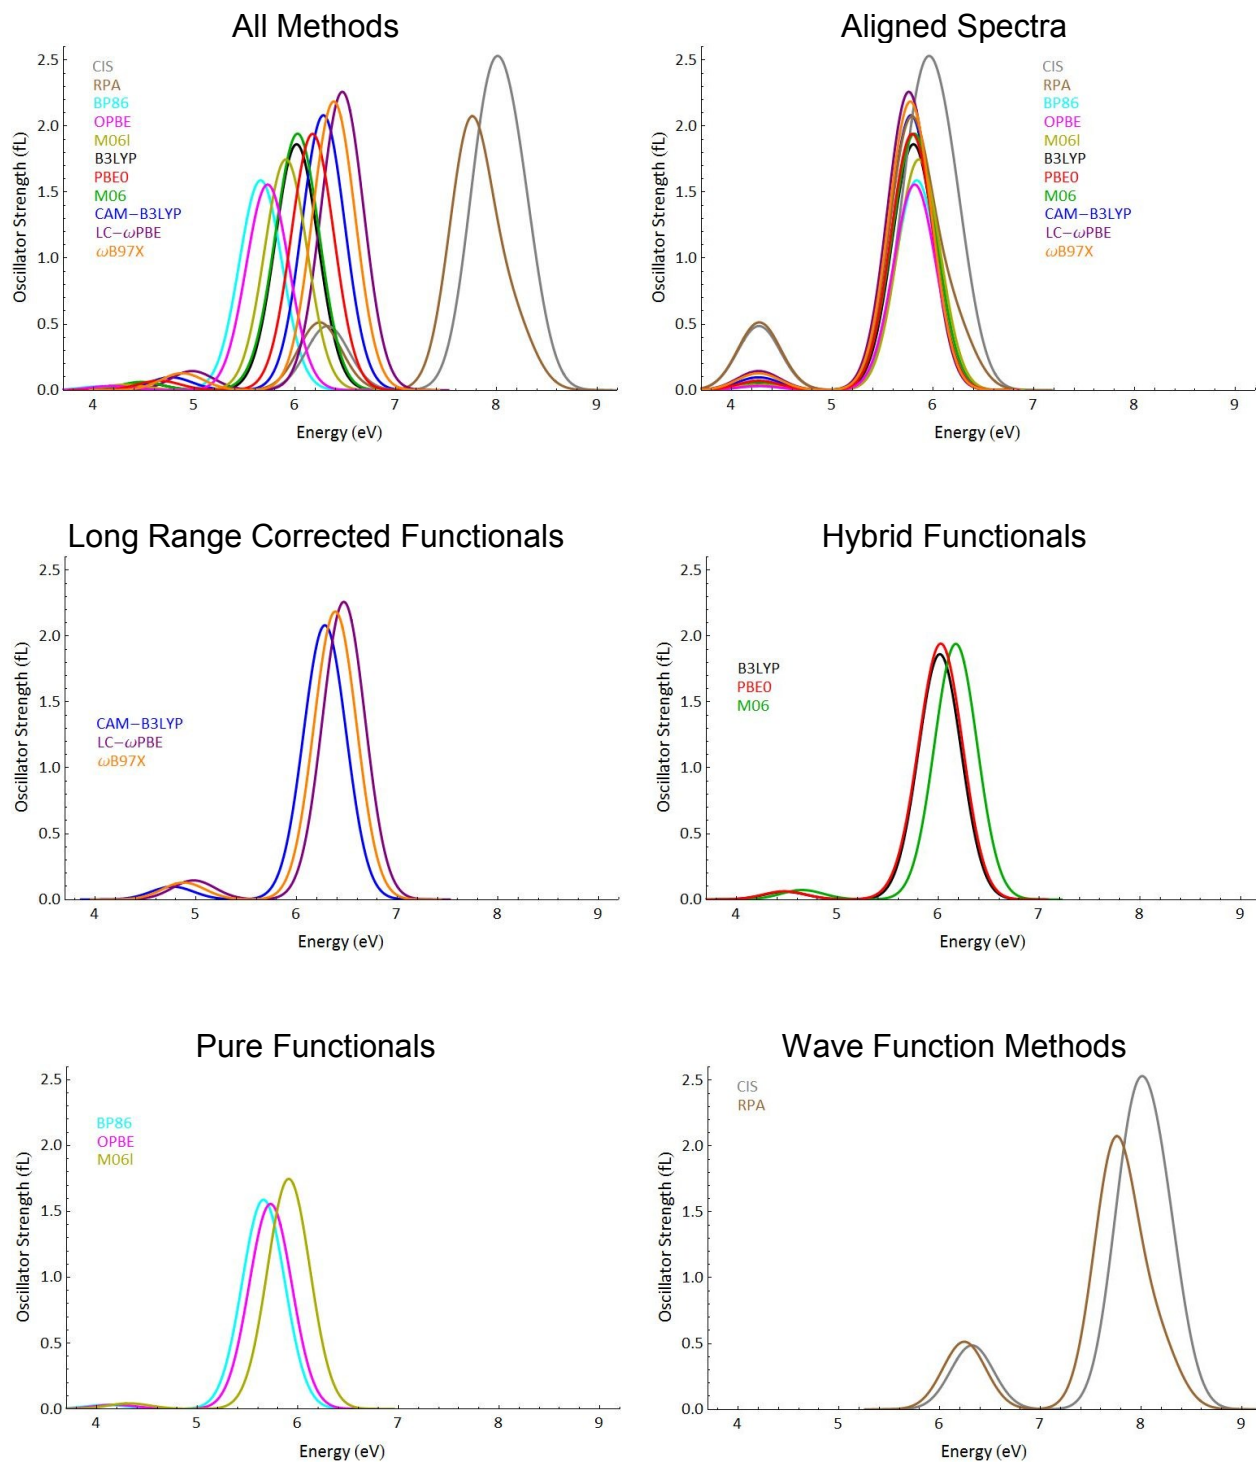 All Methods
Oscillator Strength (fL)
2.5
2.0
1.5
1.0
0.5
0.0
CIS
RPA
BP86
OPBE
M06l
B3LYP
PBE0
M06
CAM−B3LYP
LC−ωPBE
ωB97X
4 5 6 7 8 9
Energy (eV)
Aligned Spectra
Oscillator Strength (fL)
2.5
2.0
1.5
1.0
0.5
0.0
CIS
RPA
BP86
OPBE
M06l
B3LYP
PBE0
M06
CAM−B3LYP
LC−ωPBE
ωB97X
4 5 6 7 8 9
Energy (eV)
Long Range Corrected Functionals
Oscillator Strength (fL)
2.5
2.0
1.5
1.0
0.5
0.0
CAM−B3LYP
LC−ωPBE
ωB97X
4 5 6 7 8 9
Energy (eV)
Hybrid Functionals
Oscillator Strength (fL)
2.5
2.0
1.5
1.0
0.5
0.0
B3LYP
PBE0
M06
4 5 6 7 8 9
Energy (eV)
Pure Functionals
Oscillator Strength (fL)
2.5
2.0
1.5
1.0
0.5
0.0
BP86
OPBE
M06l
4 5 6 7 8 9
Energy (eV)
Wave Function Methods
Oscillator Strength (fL)
2.5
2.0
1.5
1.0
0.5
0.0
CIS
RPA
4 5 6 7 8 9
Energy (eV)